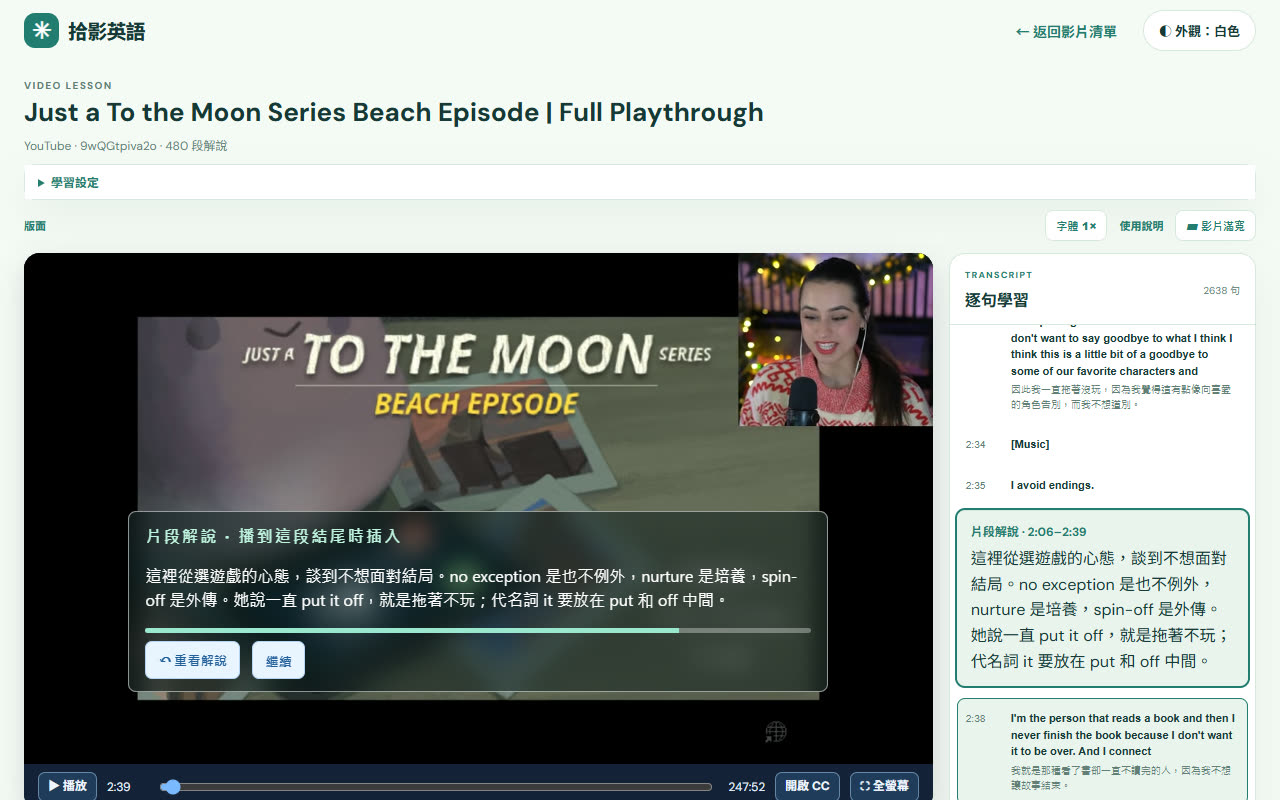 拾影英語
← 返回影片清單
外觀：白色
VIDEO LESSON
Just a To the Moon Series Beach Episode | Full Playthrough
YouTube · 9wQGtpiva2o · 480 段解說
▶ 學習設定
版面
字體 1×
使用說明
影片滿寬
JUST A TO THE MOON SERIES
BEACH EPISODE
片段解說 · 播到這段結尾時插入
這裡從選遊戲的心態，談到不想面對結局。no exception 是也不例外，nurture 是培養，spin-
off 是外傳。她說一直 put it off，就是拖著不玩；代名詞 it 要放在 put 和 off 中間。
↶ 重看解說
繼續
▶ 播放
2:39
247:52
開啟 CC
⛶ 全螢幕
TRANSCRIPT
逐句學習
2638 句
don't want to say goodbye to what I think I
think this is a little bit of a goodbye to
some of our favorite characters and
因此我一直拖著沒玩，因為我覺得這有點像向喜愛
的角色告別，而我不想道別。
2:34
[Music]
2:35
I avoid endings.
片段解說 · 2:06–2:39
這裡從選遊戲的心態，談到不想面對
結局。no exception 是也不例外，
nurture 是培養，spin-off 是外傳。
她說一直 put it off，就是拖著不玩；
代名詞 it 要放在 put 和 off 中間。
2:38
I'm the person that reads a book and then I
never finish the book because I don't want
it to be over. And I connect
我就是那種看了書卻一直不讀完的人，因為我不想
讓故事結束。